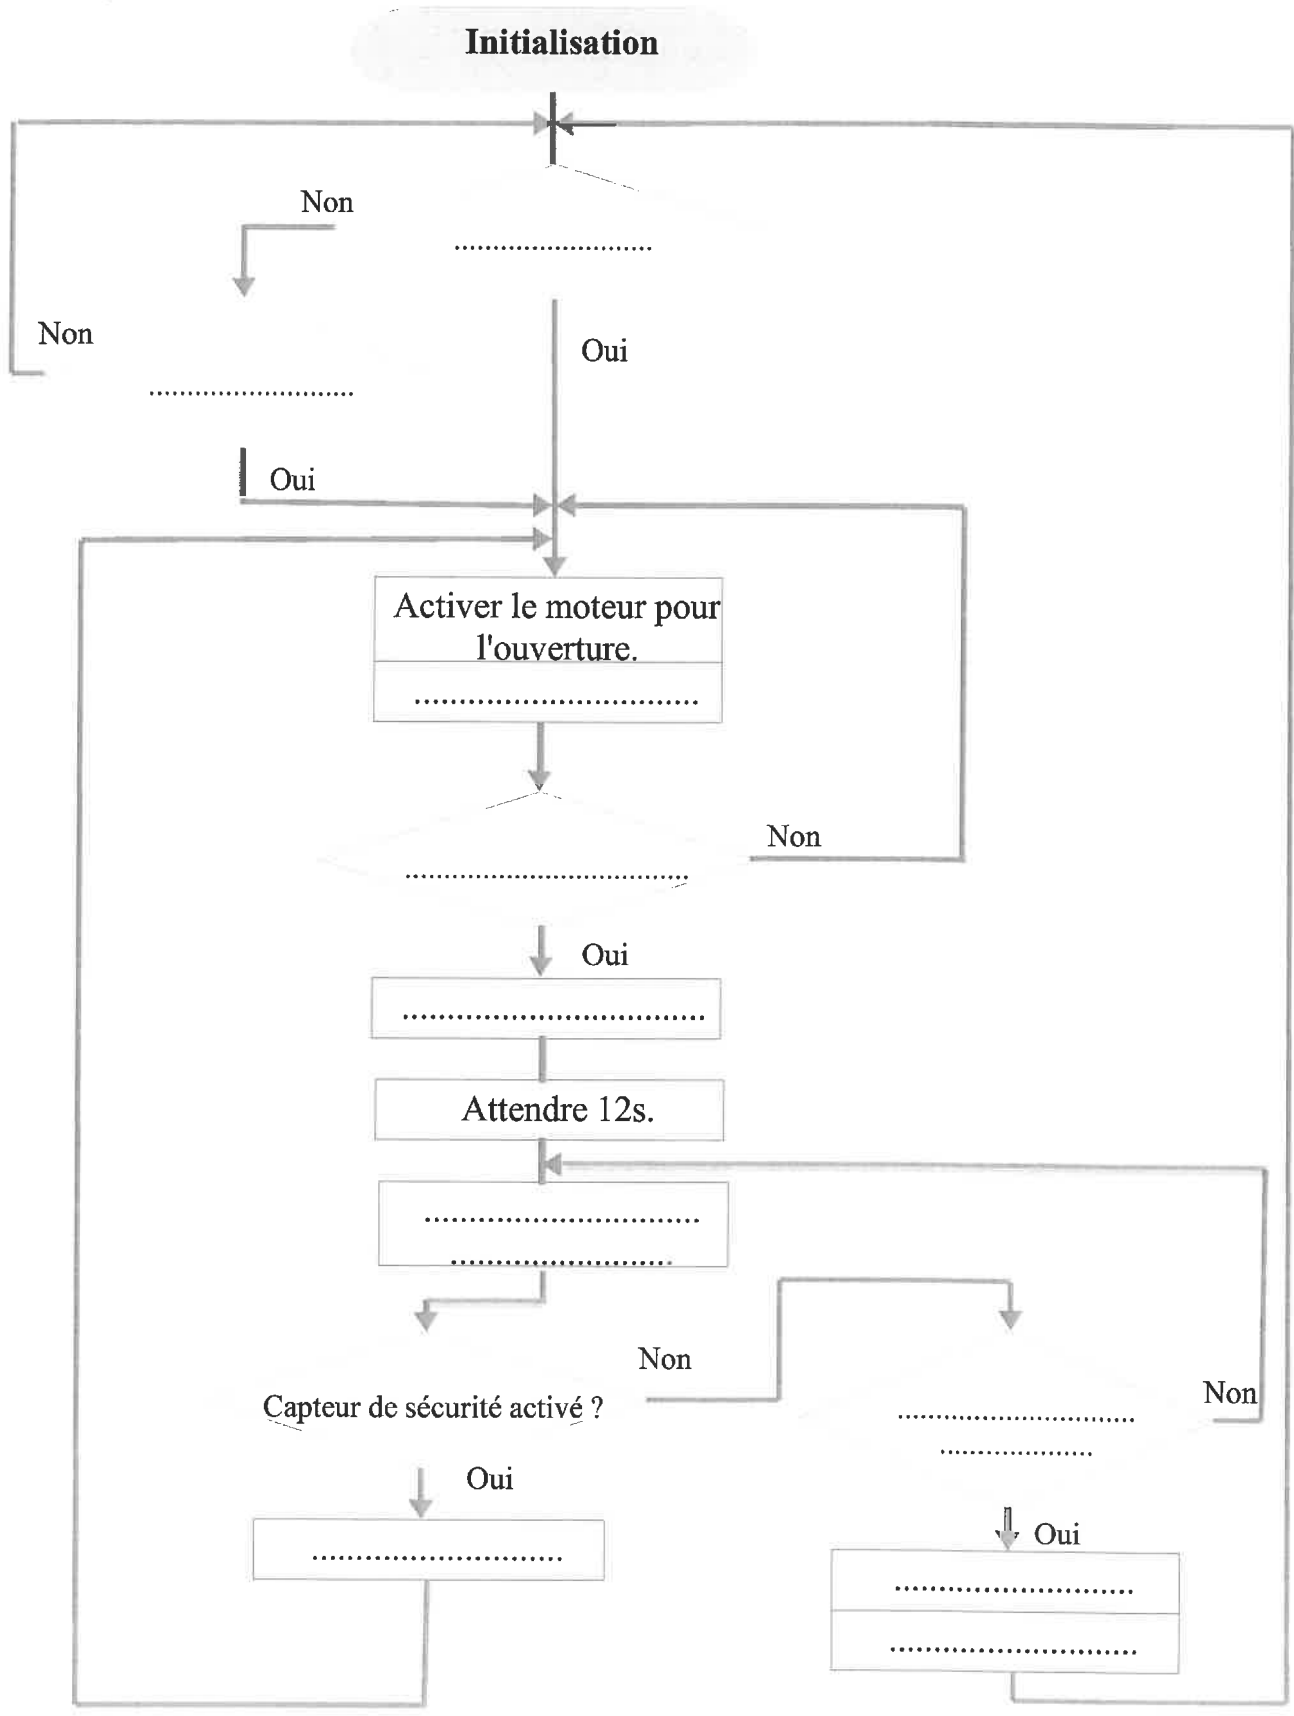 Initialisation
Non
..........................
Non
Oui
..........................
Oui
Activer le moteur pour
l'ouverture.
................................
Non
................................
Oui
..................................
Attendre 12s.
...............................
.........................
Non
Capteur de sécurité activé ?
Non
..............................
...................
Oui
Oui
............................
..............................
...............................